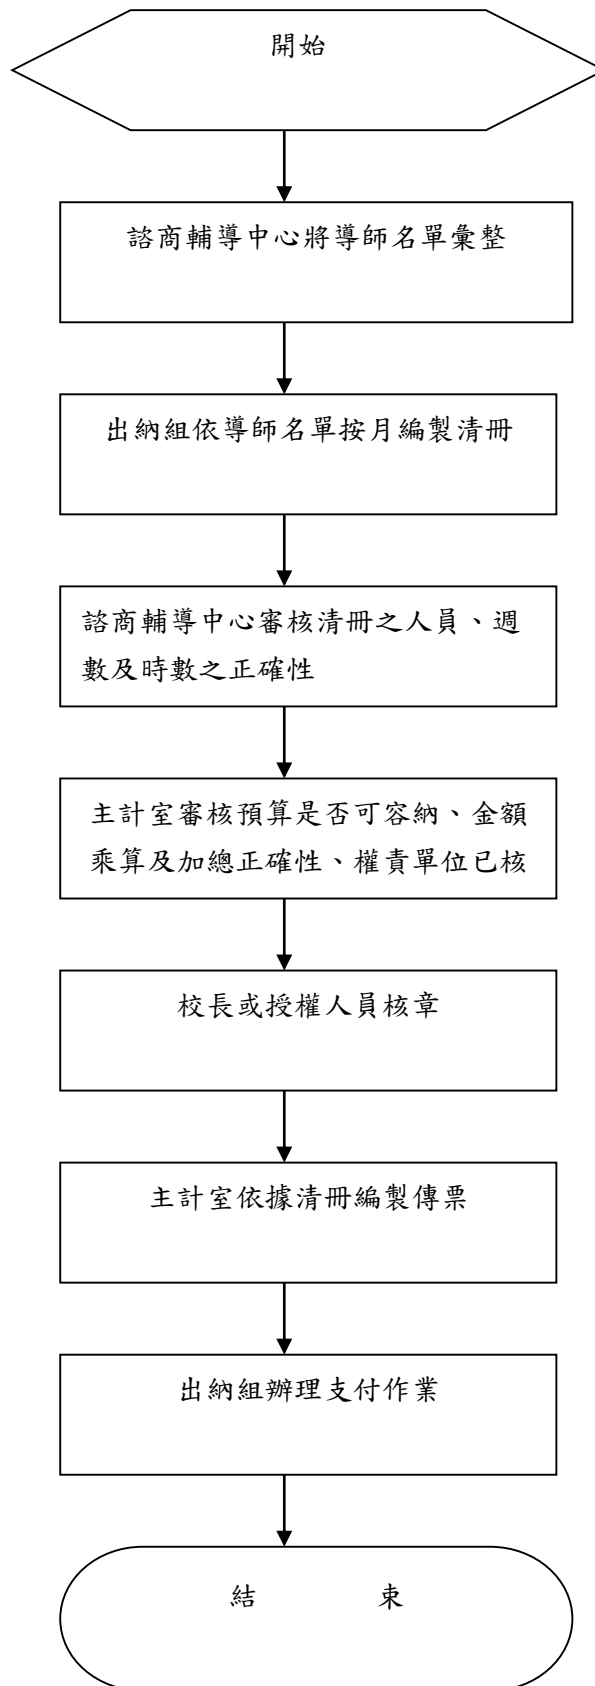 開始
諮商輔導中心將導師名單彙整
出納組依導師名單按月編製清冊
諮商輔導中心審核清冊之人員、週
數及時數之正確性
主計室審核預算是否可容納、金額
乘算及加總正確性、權責單位已核
校長或授權人員核章
主計室依據清冊編製傳票
出納組辦理支付作業
結　　　束